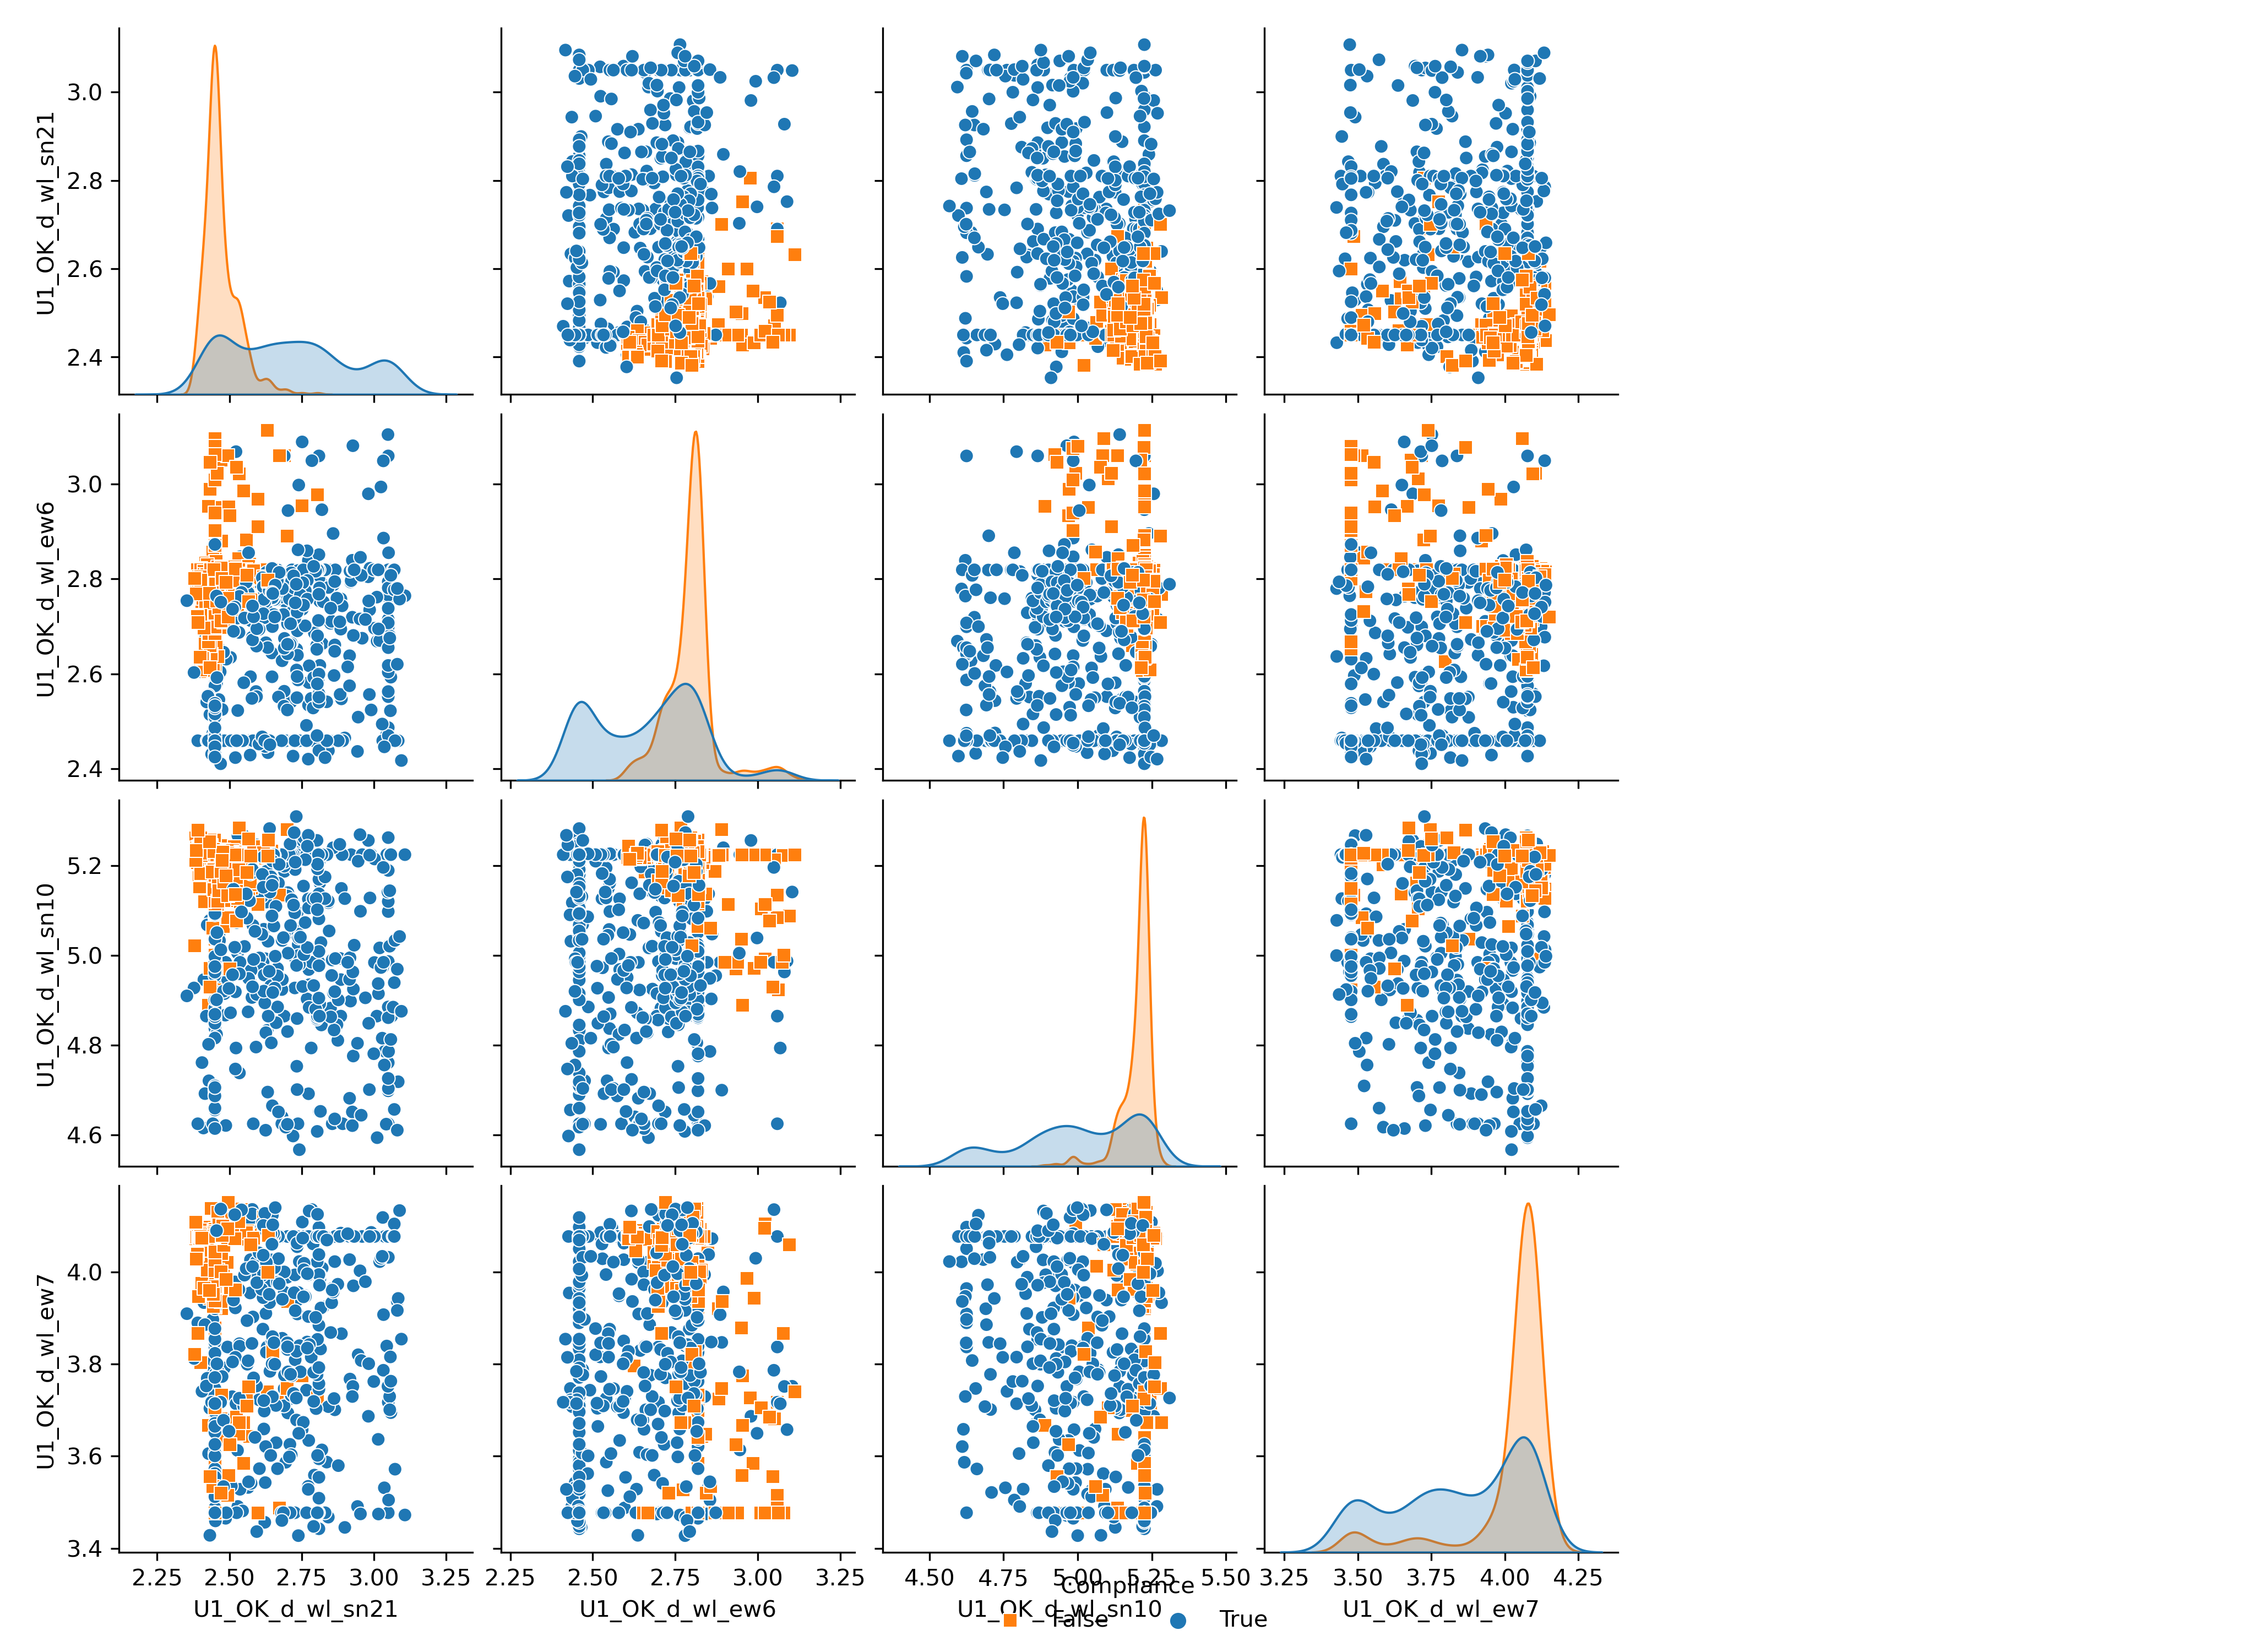 U1_OK_d_wl_sn21
3.0
2.8
2.6
2.4
U1_OK_d_wl_ew6
3.0
2.8
2.6
2.4
U1_OK_d_wl_sn10
5.2
5.0
4.8
4.6
U1_OK_d_wl_ew7
4.0
3.8
3.6
3.4
2.25 2.50 2.75 3.00 3.25 2.25 2.50 2.75 3.00 3.25 4.50 4.75 5.00 5.25 5.50 3.25 3.50 3.75 4.00 4.25
Compliance
U1_OK_d_wl_sn21 U1_OK_d_wl_ew6 U1_OK_d_wl_sn10 U1_OK_d_wl_ew7
False True